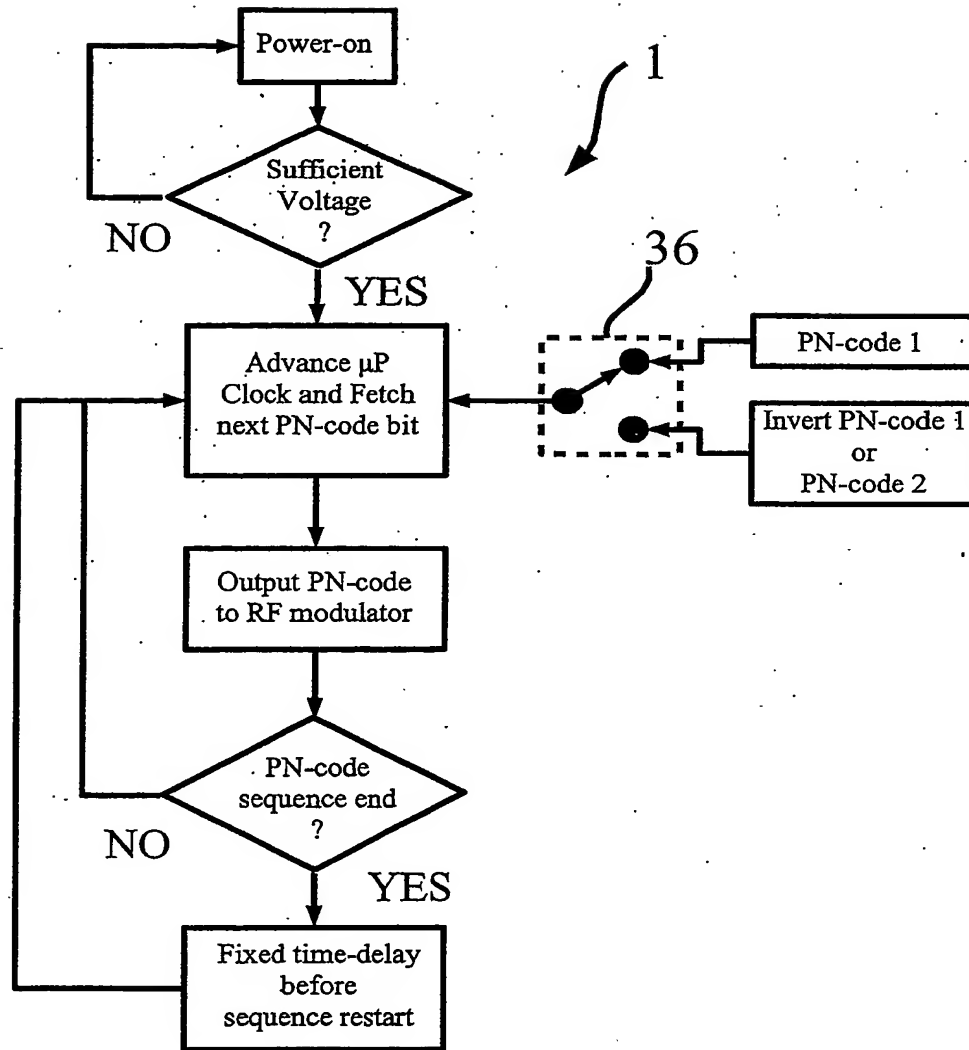 Power-on
1
Sufficient
Voltage
?
NO
YES
36
Advance µP
Clock and Fetch
next PN-code bit
PN-code 1
Invert PN-code 1
or
PN-code 2
Output PN-code
to RF modulator
PN-code
sequence end
?
NO
YES
Fixed time-delay
before
sequence restart